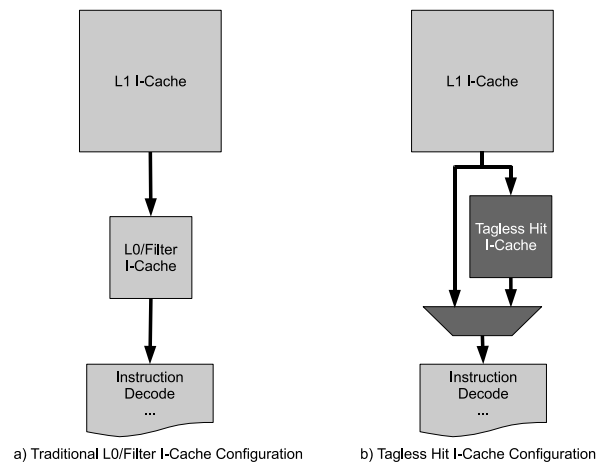 L1 I-Cache
L0/Filter
I-Cache
Instruction
Decode
...
a) Traditional L0/Filter I-Cache Configuration
L1 I-Cache
Tagless Hit
I-Cache
Instruction
Decode
...
b) Tagless Hit I-Cache Configuration